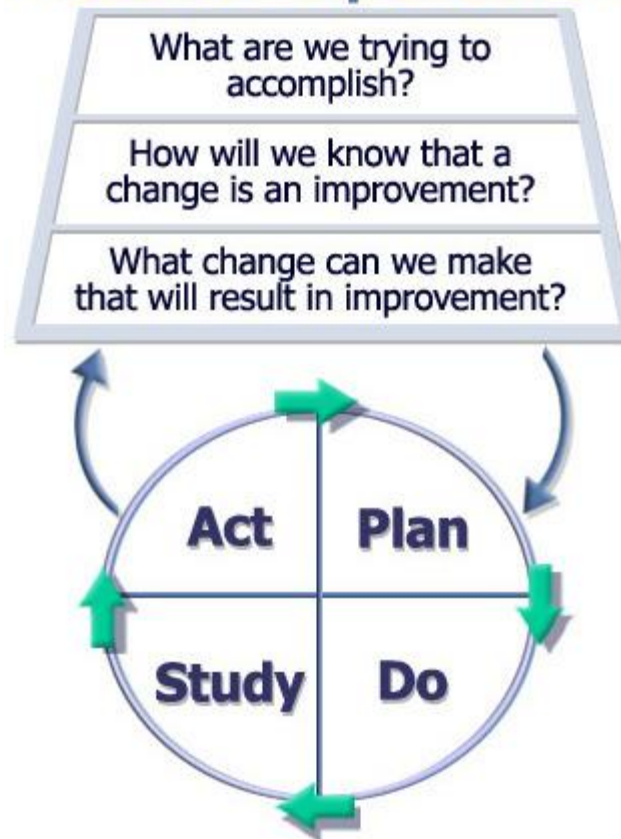 What are we trying to
accomplish?
How will we know that a
change is an improvement?
What change can we make
that will result in improvement?
Act
Plan
Study
Do